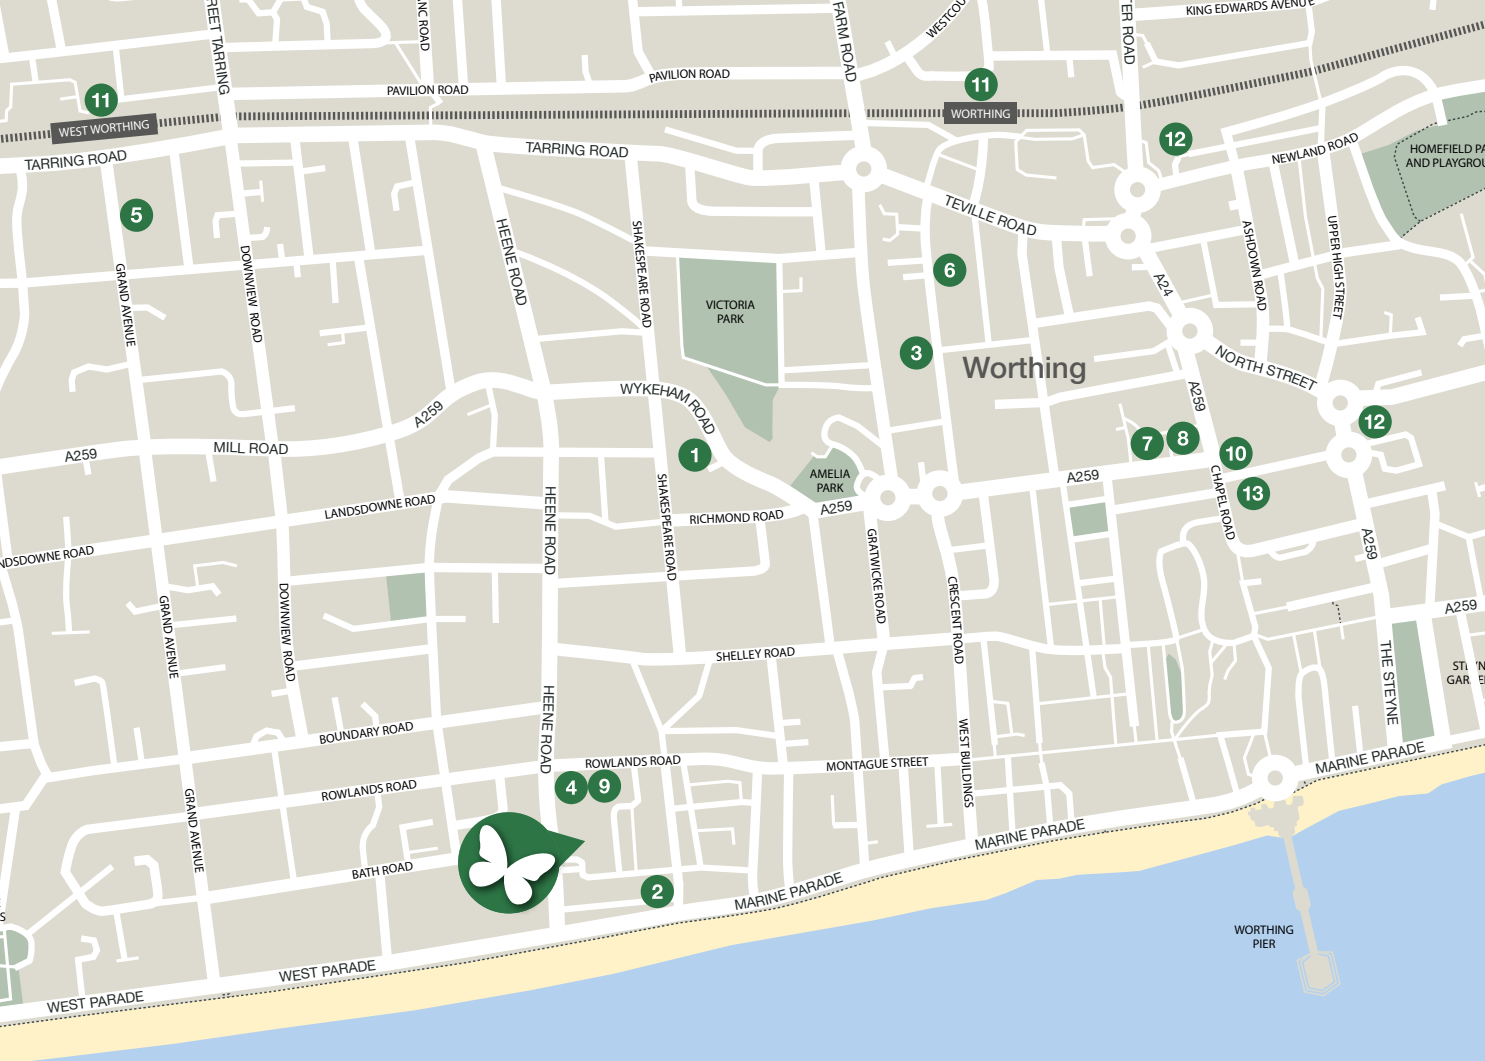 KING EDWARDS AVENUE
PAVILION ROAD
PAVILION ROAD
FARM ROAD
11
11
WEST WORTHING
WORTHING
12
TARRING ROAD
TARRING ROAD
NEWLAND ROAD
5
TEVILLE ROAD
HEENE ROAD
SHAKESPEARE ROAD
DOWNVIEW ROAD
GRAND AVENUE
ASHDOWN ROAD
UPPER HIGH STREET
6
A24
VICTORIA
PARK
3
Worthing
NORTH STREET
WYKEHAM ROAD
A259
A259
MILL ROAD
A259
1
7
8
10
12
13
AMELIA
PARK
A259
A259
CHAPEL ROAD
LANDSDOWNE ROAD
RICHMOND ROAD
SHAKESPEARE ROAD
HEENE ROAD
GRATWICKE ROAD
CRESCENT ROAD
A259
A259
GRAND AVENUE
DOWNVIEW ROAD
SHELLEY ROAD
THE STEYNE
HEENE ROAD
BOUNDARY ROAD
ROWLANDS ROAD
MONTAGUE STREET
WEST BUILDINGS
MARINE PARADE
4
9
ROWLANDS ROAD
GRAND AVENUE
MARINE PARADE
BATH ROAD
2
MARINE PARADE
WORTHING
PIER
WEST PARADE
WEST PARADE